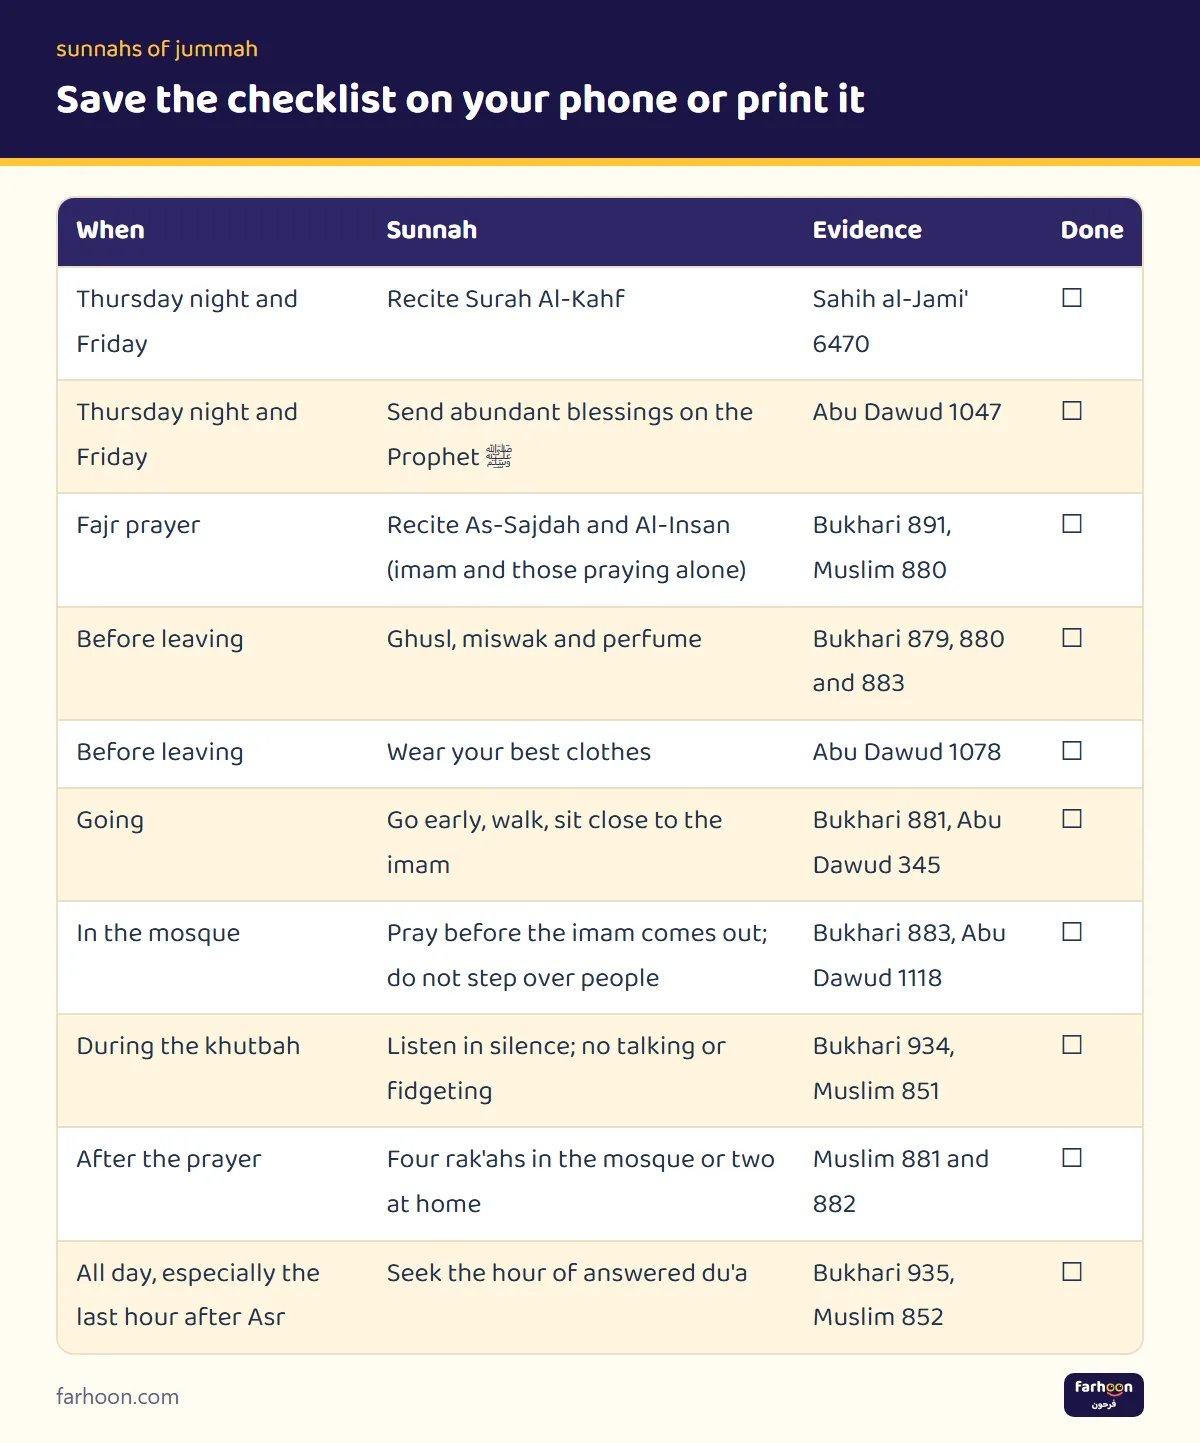 sunnahs of jummah
Save the checklist on your phone or print it
When Sunnah Evidence Done
Thursday night and Recite Surah Al-Kahf Sahih al-Jami' ☐
Friday 6470
Thursday night and Send abundant blessings on the Abu Dawud 1047 ☐
Friday Prophet ﷺ
Fajr prayer Recite As-Sajdah and Al-Insan Bukhari 891, ☐
(imam and those praying alone) Muslim 880
Before leaving Ghusl, miswak and perfume Bukhari 879, 880 ☐
and 883
Before leaving Wear your best clothes Abu Dawud 1078 ☐
Going Go early, walk, sit close to the Bukhari 881, Abu ☐
imam Dawud 345
In the mosque Pray before the imam comes out; Bukhari 883, Abu ☐
do not step over people Dawud 1118
During the khutbah Listen in silence; no talking or Bukhari 934, ☐
fidgeting Muslim 851
After the prayer Four rak'ahs in the mosque or two Muslim 881 and ☐
at home 882
All day, especially the Seek the hour of answered du'a Bukhari 935, ☐
last hour after Asr Muslim 852
farhoon.com
farhoon
فرحون